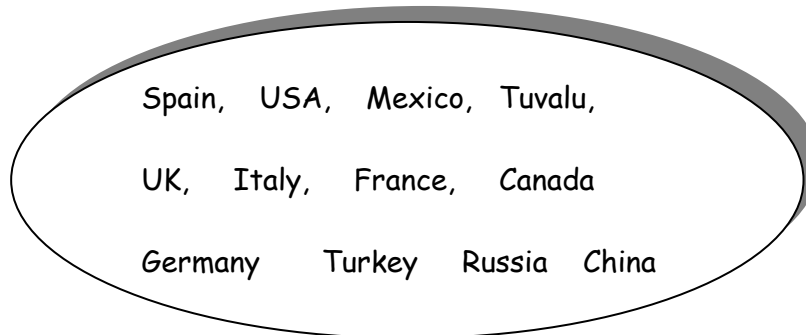 Spain, USA, Mexico, Tuvalu,
UK, Italy, France, Canada
Germany Turkey Russia China